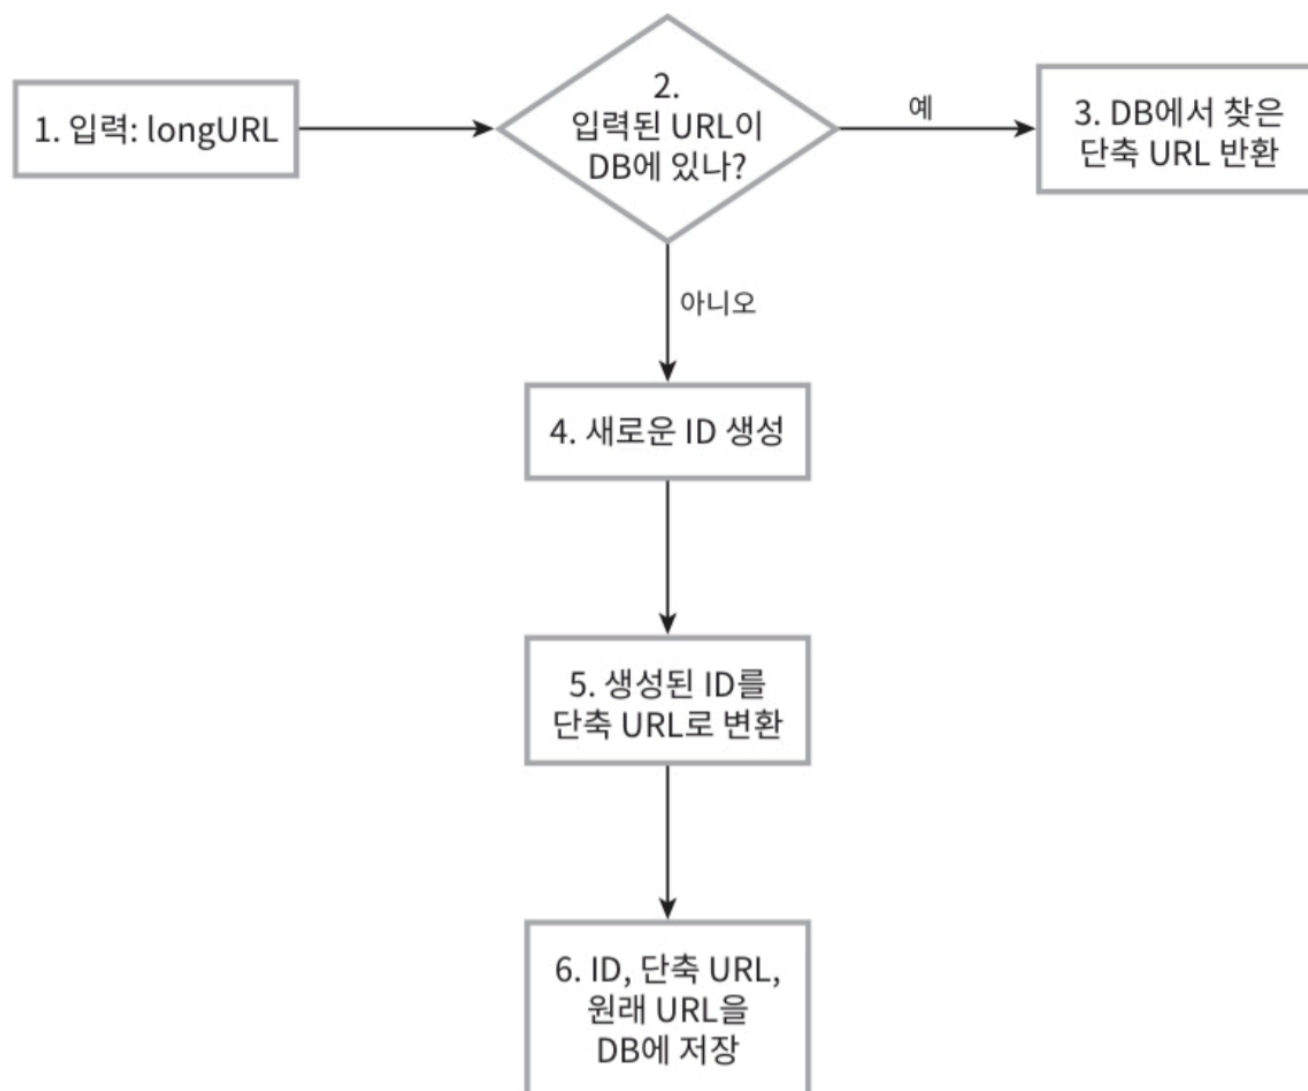 1. 입력: longURL
2.
입력된 URL이
DB에 있나?
예
3. DB에서 찾은
단축 URL 반환
아니오
4. 새로운 ID 생성
5. 생성된 ID를
단축 URL로 변환
6. ID, 단축 URL,
원래 URL을
DB에 저장